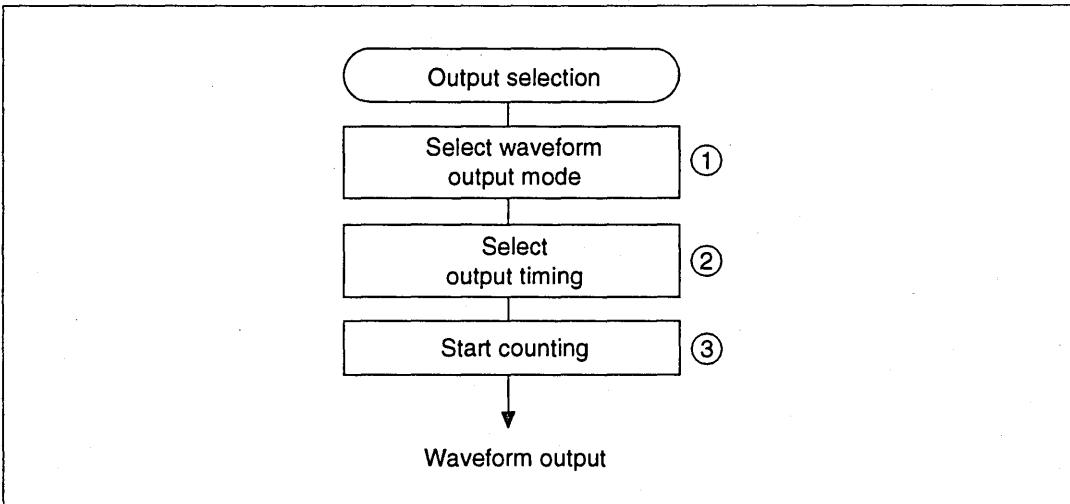 Output selection
Select waveform
output mode
①
Select
output timing
②
Start counting
③
Waveform output